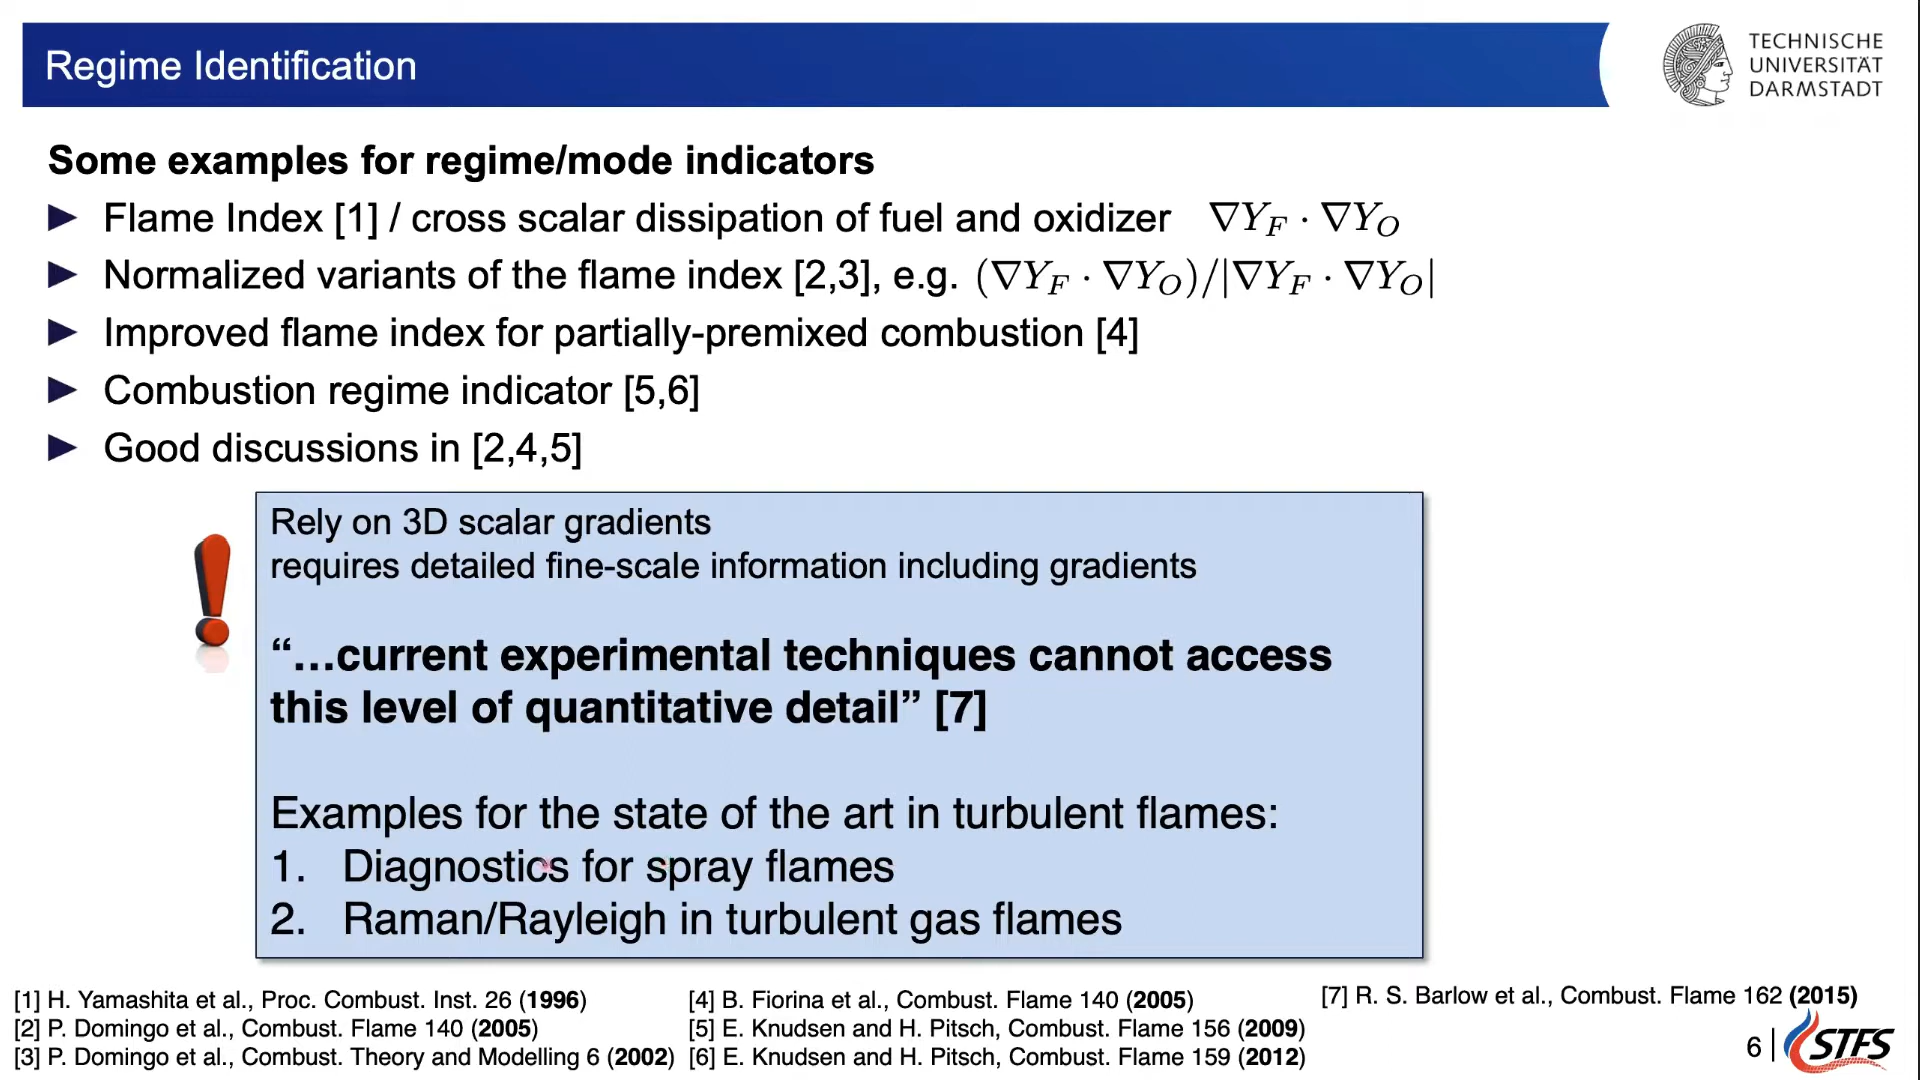 Regime Identification
TECHNISCHE
UNIVERSITÄT
DARMSTADT
Some examples for regime/mode indicators
► Flame Index [1] / cross scalar dissipation of fuel and oxidizer ∇Y_F · ∇Y_O
► Normalized variants of the flame index [2,3], e.g. (∇Y_F · ∇Y_O)/|∇Y_F · ∇Y_O|
► Improved flame index for partially-premixed combustion [4]
► Combustion regime indicator [5,6]
► Good discussions in [2,4,5]
Rely on 3D scalar gradients
requires detailed fine-scale information including gradients
“…current experimental techniques cannot access
this level of quantitative detail” [7]
Examples for the state of the art in turbulent flames:
1. Diagnostics for spray flames
2. Raman/Rayleigh in turbulent gas flames
[1] H. Yamashita et al., Proc. Combust. Inst. 26 (1996)
[2] P. Domingo et al., Combust. Flame 140 (2005)
[3] P. Domingo et al., Combust. Theory and Modelling 6 (2002)
[4] B. Fiorina et al., Combust. Flame 140 (2005)
[5] E. Knudsen and H. Pitsch, Combust. Flame 156 (2009)
[6] E. Knudsen and H. Pitsch, Combust. Flame 159 (2012)
[7] R. S. Barlow et al., Combust. Flame 162 (2015)
6 |
STFS